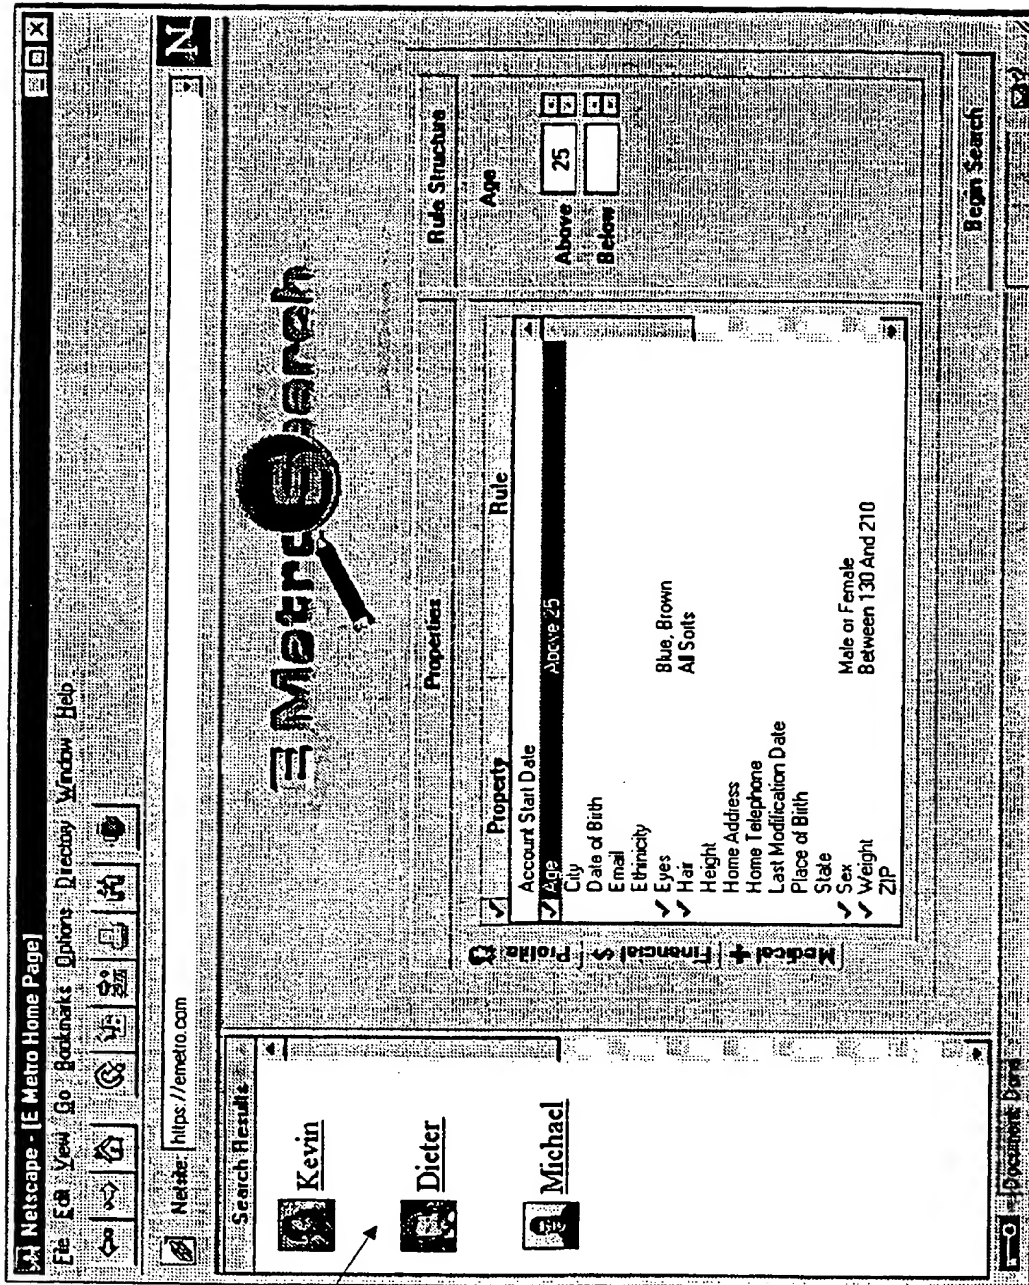 Netscape - [E Metro Home Page]
File Edit View Go Bookmarks Options Directory Window Help
Netsite: https://emetro.com
N
Search Results
Kevin
Dieter
Michael
E Metro Search
Properties
Profile
Financial
Medical
Property Rule
Account Start Date
Age Above 25
City
Date of Birth
Email
Ethinicity
Eyes Blue, Brown
Hair All Sorts
Height
Home Address
Home Telephone
Last Modification Date
Place of Birth
State
Sex Male or Female
Weight Between 130 And 210
ZIP
Rule Structure
Age
Above 25
Below
Begin Search
Document: Done